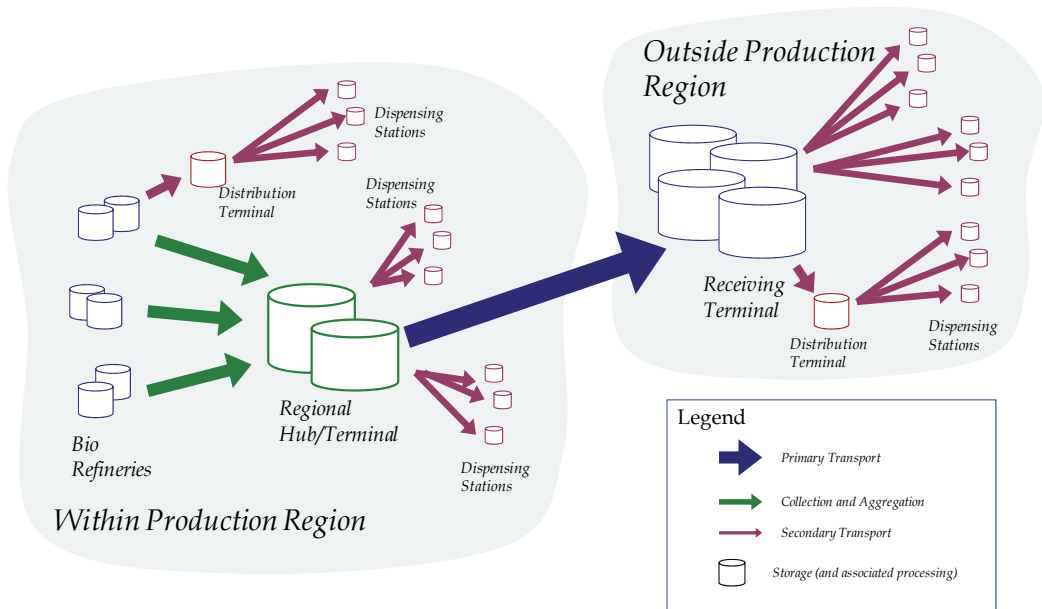 Outside Production
Region
Dispensing
Stations
Distribution
Terminal
Dispensing
Stations
Receiving
Terminal
Distribution
Terminal
Dispensing
Stations
Regional
Hub/Terminal
Bio
Refineries
Dispensing
Stations
Within Production Region
Legend
Primary Transport
Collection and Aggregation
Secondary Transport
Storage (and associated processing)